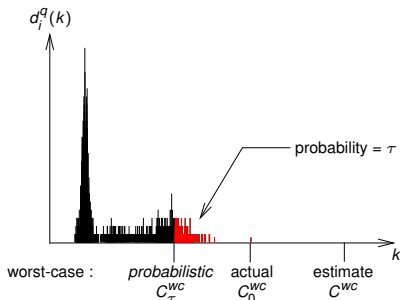 d_i^q(k)
probability = τ
k
worst-case : probabilistic actual estimate
C_τ^wc C_0^wc C^wc